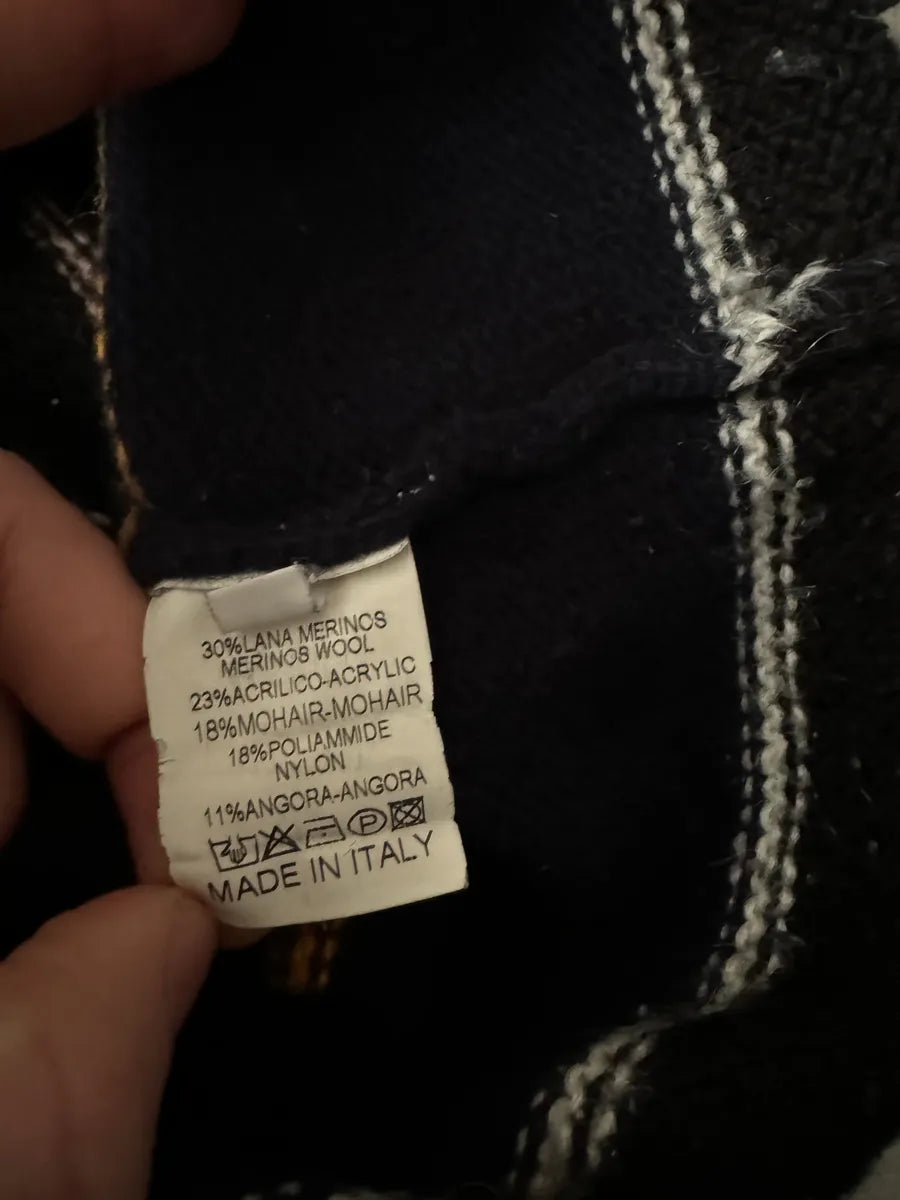 30%LANA MERINOS
MERINOS WOOL
23%ACRILICO-ACRYLIC
18%MOHAIR-MOHAIR
18%POLIAMMIDE
NYLON
11%ANGORA-ANGORA
P
MADE IN ITALY